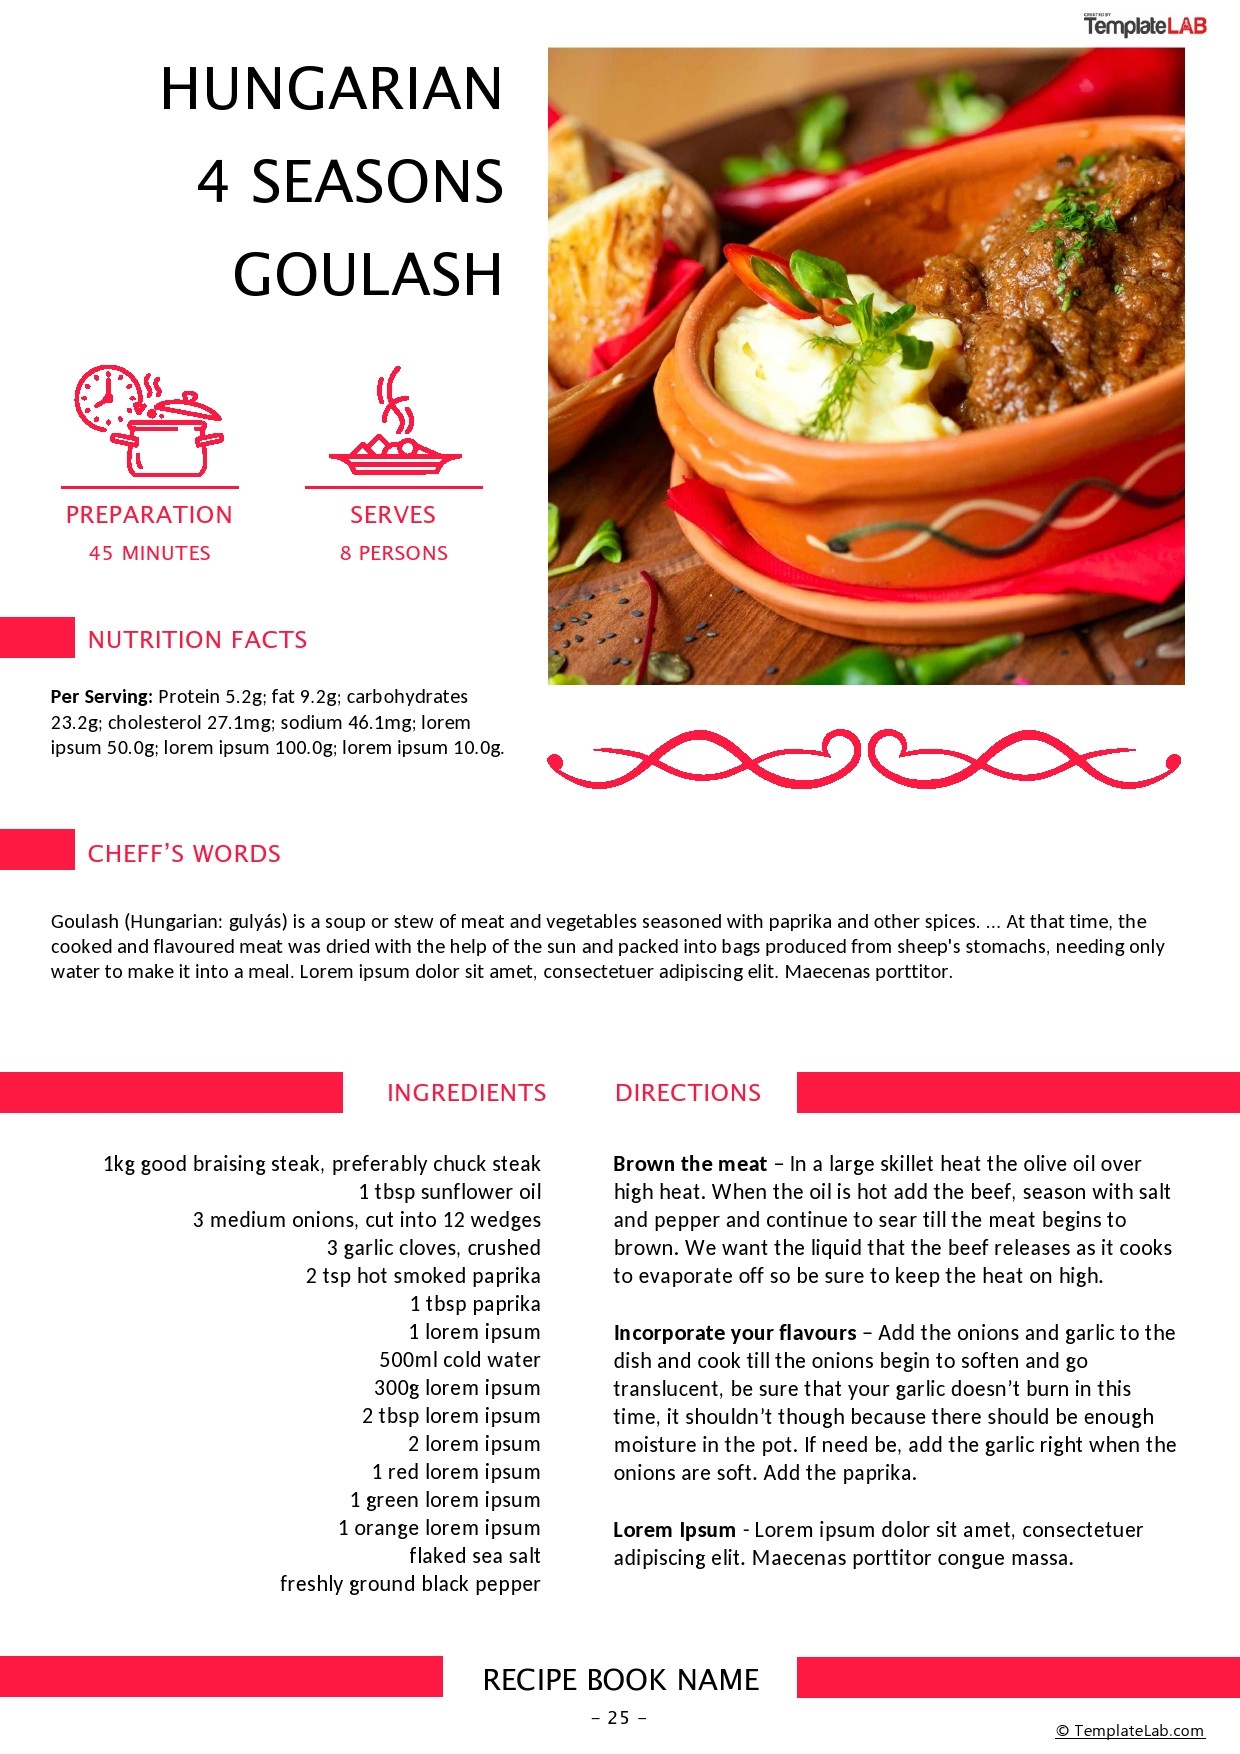 CREATED BY
TemplateLAB
HUNGARIAN
4 SEASONS
GOULASH
PREPARATION
45 MINUTES
SERVES
8 PERSONS
NUTRITION FACTS
Per Serving: Protein 5.2g; fat 9.2g; carbohydrates
23.2g; cholesterol 27.1mg; sodium 46.1mg; lorem
ipsum 50.0g; lorem ipsum 100.0g; lorem ipsum 10.0g.
CHEFF’S WORDS
Goulash (Hungarian: gulyás) is a soup or stew of meat and vegetables seasoned with paprika and other spices. ... At that time, the
cooked and flavoured meat was dried with the help of the sun and packed into bags produced from sheep's stomachs, needing only
water to make it into a meal. Lorem ipsum dolor sit amet, consectetuer adipiscing elit. Maecenas porttitor.
INGREDIENTS
1kg good braising steak, preferably chuck steak
1 tbsp sunflower oil
3 medium onions, cut into 12 wedges
3 garlic cloves, crushed
2 tsp hot smoked paprika
1 tbsp paprika
1 lorem ipsum
500ml cold water
300g lorem ipsum
2 tbsp lorem ipsum
2 lorem ipsum
1 red lorem ipsum
1 green lorem ipsum
1 orange lorem ipsum
flaked sea salt
freshly ground black pepper
DIRECTIONS
Brown the meat – In a large skillet heat the olive oil over
high heat. When the oil is hot add the beef, season with salt
and pepper and continue to sear till the meat begins to
brown. We want the liquid that the beef releases as it cooks
to evaporate off so be sure to keep the heat on high.
Incorporate your flavours – Add the onions and garlic to the
dish and cook till the onions begin to soften and go
translucent, be sure that your garlic doesn’t burn in this
time, it shouldn’t though because there should be enough
moisture in the pot. If need be, add the garlic right when the
onions are soft. Add the paprika.
Lorem Ipsum - Lorem ipsum dolor sit amet, consectetuer
adipiscing elit. Maecenas porttitor congue massa.
RECIPE BOOK NAME
– 25 –
© TemplateLab.com